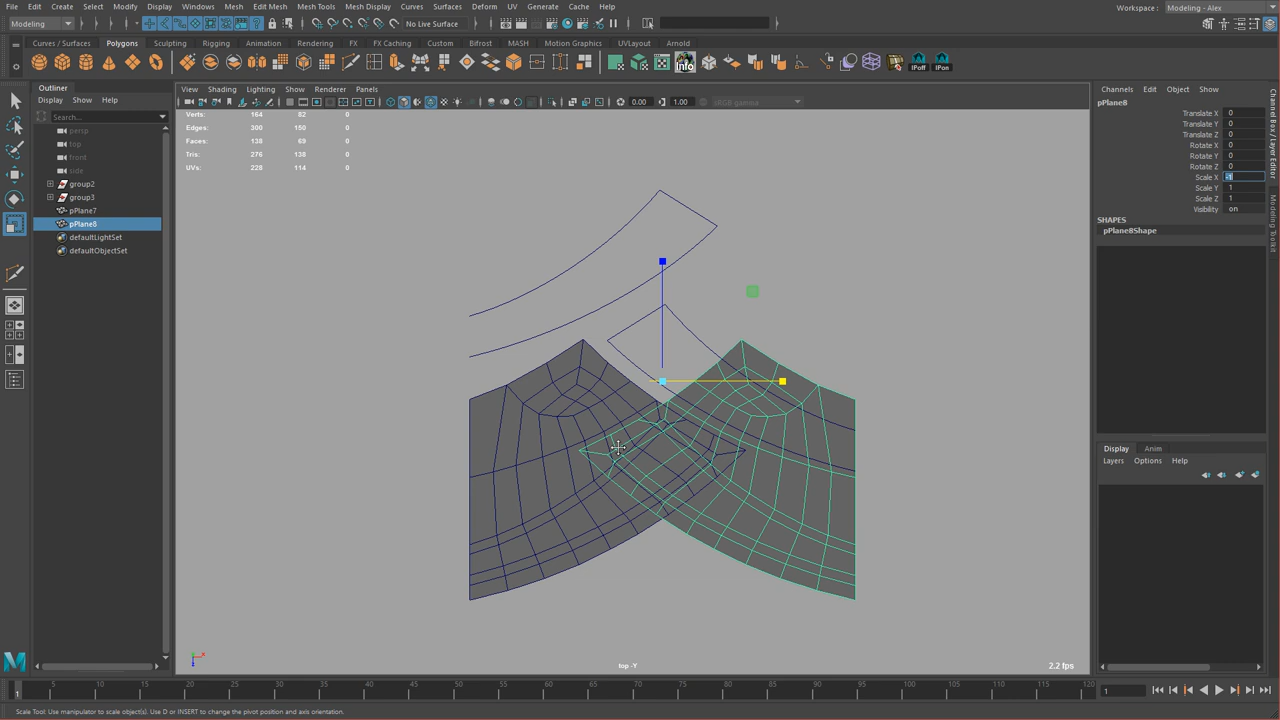 File Edit Create Select Modify Display Windows Mesh Edit Mesh Mesh Tools Mesh Display Curves Surfaces Deform UV Generate Cache Help Workspace : Modeling - Alex
Modeling No Live Surface
Curves / Surfaces Polygons Sculpting Rigging Animation Rendering FX FX Caching Custom Bifrost MASH Motion Graphics UVLayout Arnold
Info IPoff IPon
Outliner
Display Show Help
Search...
persp
top
front
side
group2
group3
pPlane7
pPlane8
defaultLightSet
defaultObjectSet
View Shading Lighting Show Renderer Panels
0.00 1.00 sRGB gamma
Verts: 164 82 0
Edges: 300 150 0
Faces: 138 69 0
Tris: 276 138 0
UVs: 228 114 0
top -Y
2.2 fps
Channels Edit Object Show
pPlane8
Translate X 0
Translate Y 0
Translate Z 0
Rotate X 0
Rotate Y 0
Rotate Z 0
Scale X -1
Scale Y 1
Scale Z 1
Visibility on
SHAPES
pPlane8Shape
Channel Box / Layer Editor
Modeling Toolkit
Display Anim
Layers Options Help
1 5 10 15 20 25 30 35 40 45 50 55 60 65 70 75 80 85 90 95 100 105 110 115 120
1
Scale Tool: Use manipulator to scale object(s). Use D or INSERT to change the pivot position and axis orientation.